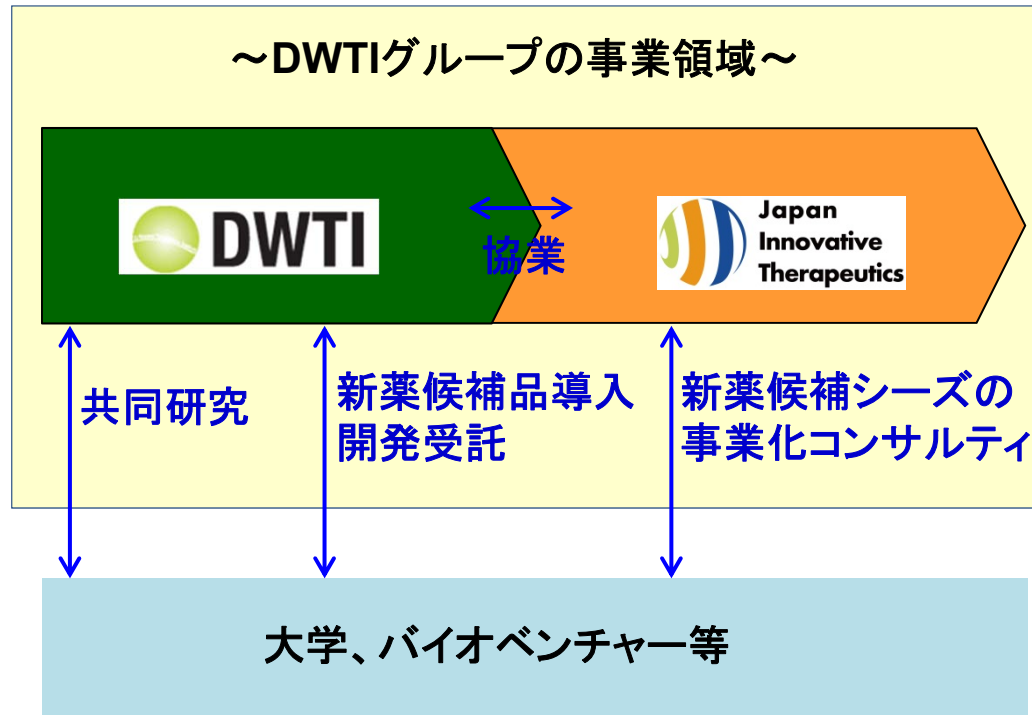 ～DWTIグループの事業領域～
DWTI
協業
Japan
Innovative
Therapeutics
共同研究
新薬候補品導入
開発受託
新薬候補シーズの
事業化コンサルティ
大学、バイオベンチャー等